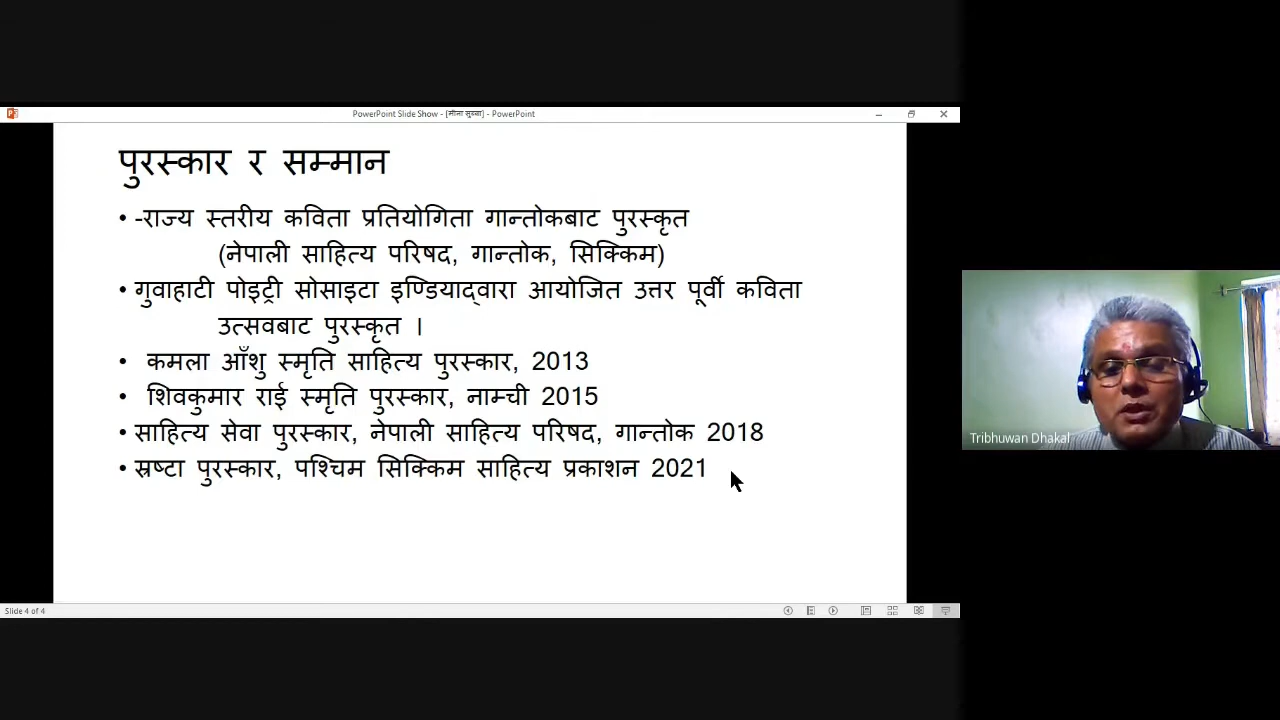 PowerPoint Slide Show - [मीना सुब्बा] - PowerPoint
पुरस्कार र सम्मान
• -राज्य स्तरीय कविता प्रतियोगिता गान्तोकबाट पुरस्कृत
(नेपाली साहित्य परिषद, गान्तोक, सिक्किम)
• गुवाहाटी पोइट्री सोसाइटा इण्डियाद्वारा आयोजित उत्तर पूर्वी कविता
उत्सवबाट पुरस्कृत ।
• कमला आँशु स्मृति साहित्य पुरस्कार, 2013
• शिवकुमार राई स्मृति पुरस्कार, नाम्ची 2015
• साहित्य सेवा पुरस्कार, नेपाली साहित्य परिषद, गान्तोक 2018
• स्रष्टा पुरस्कार, पश्चिम सिक्किम साहित्य प्रकाशन 2021
Tribhuwan Dhakal
Slide 4 of 4